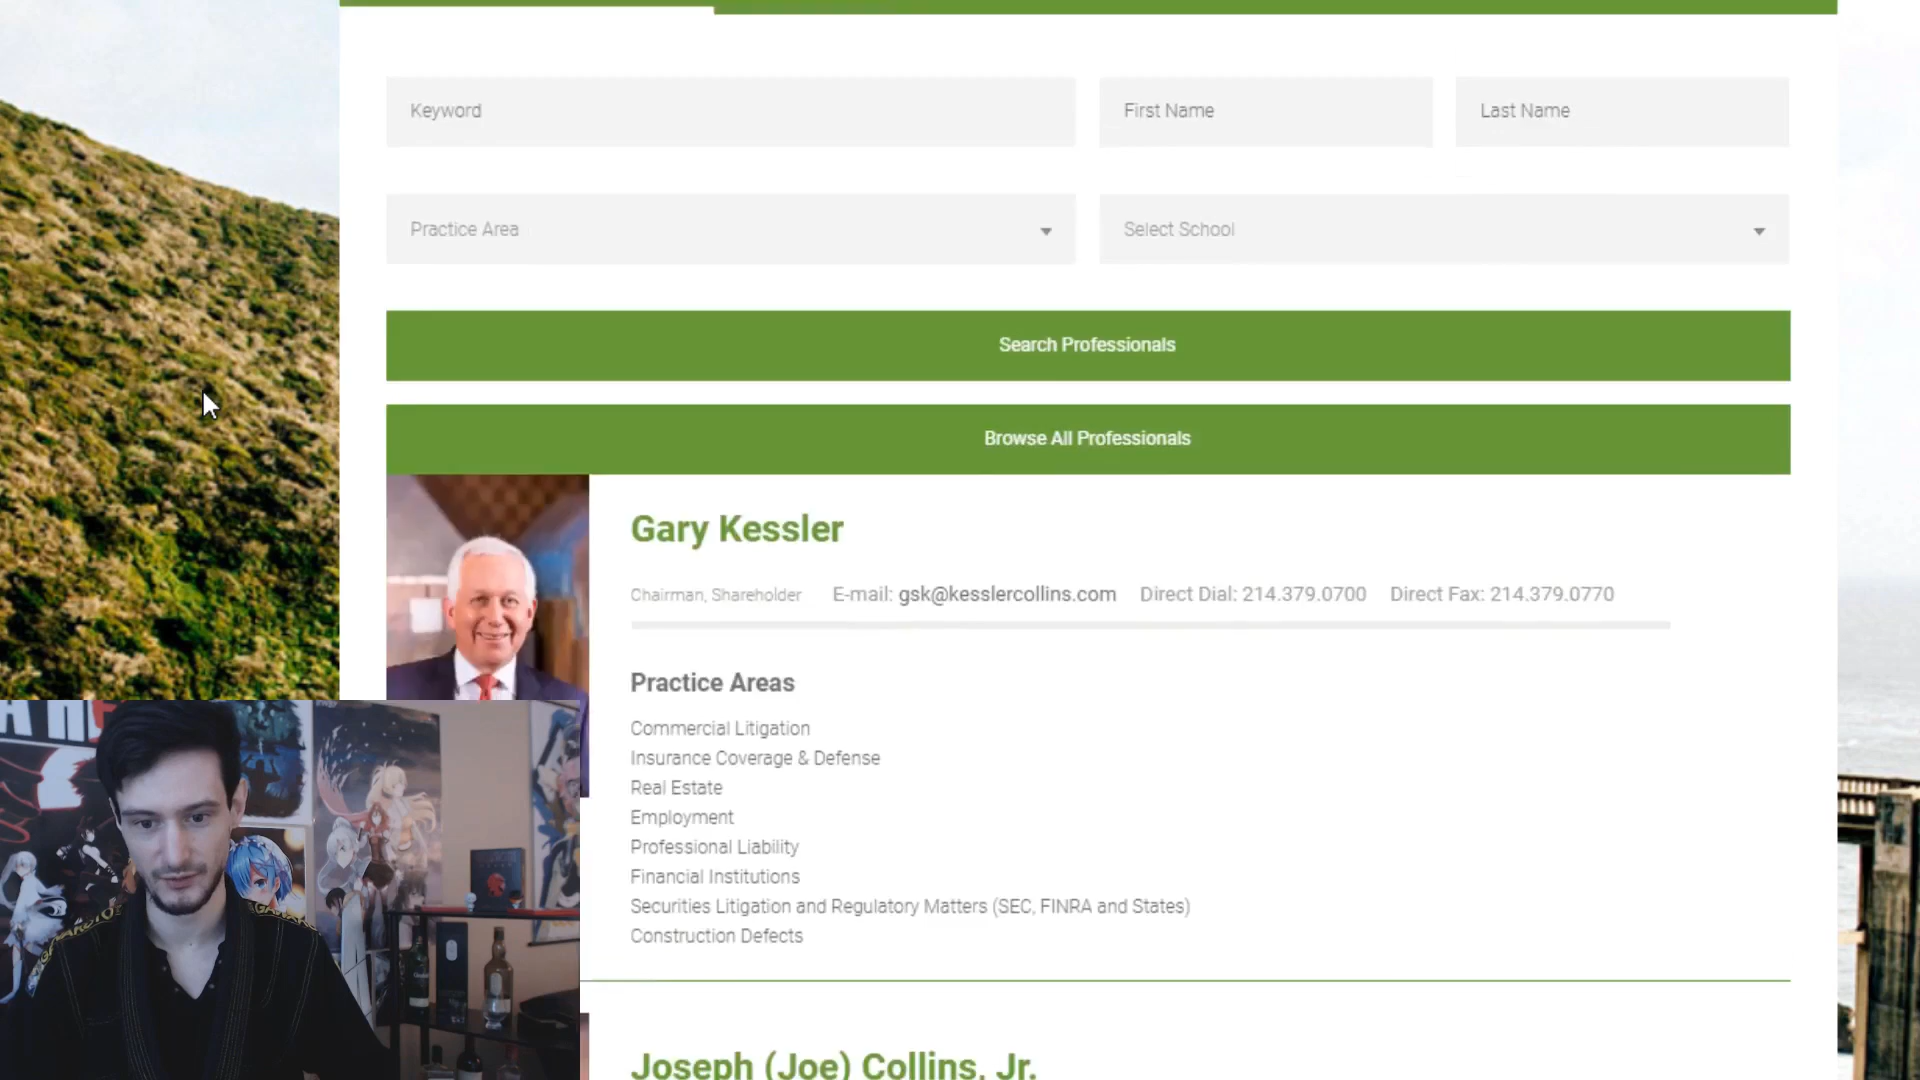 Keyword
First Name
Last Name
Practice Area
Select School
Search Professionals
Browse All Professionals
Gary Kessler
Chairman, Shareholder E-mail: gsk@kesslercollins.com Direct Dial: 214.379.0700 Direct Fax: 214.379.0770
Practice Areas
Commercial Litigation
Insurance Coverage & Defense
Real Estate
Employment
Professional Liability
Financial Institutions
Securities Litigation and Regulatory Matters (SEC, FINRA and States)
Construction Defects
Joseph (Joe) Collins, Jr.